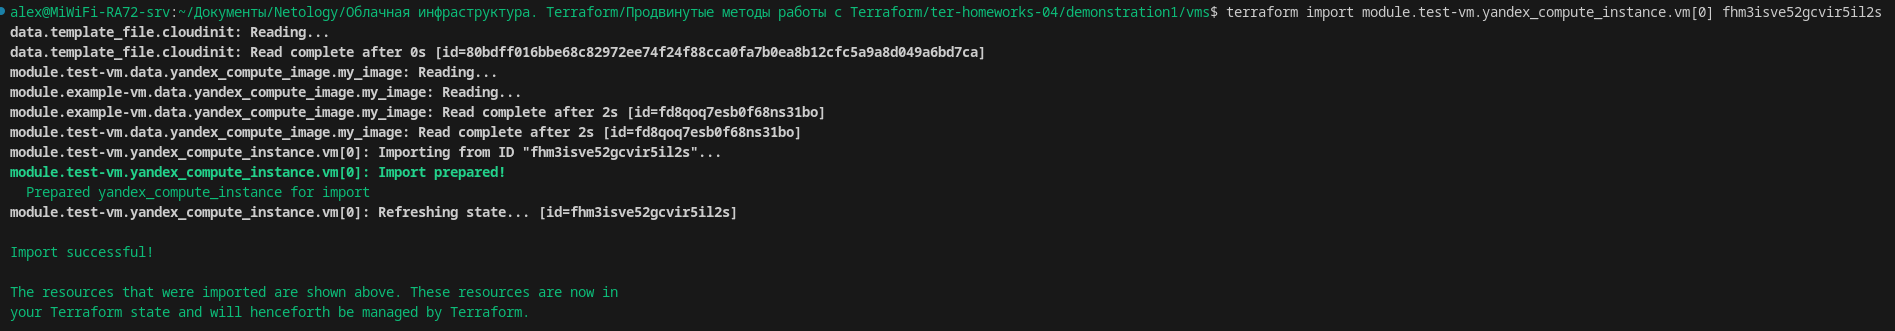 alex@MiWiFi-RA72-srv:~/Документы/Netology/Облачная инфраструктура. Terraform/Продвинутые методы работы с Terraform/ter-homeworks-04/demonstration1/vms$ terraform import module.test-vm.yandex_compute_instance.vm[0] fhm3isve52gcvir5il2s
data.template_file.cloudinit: Reading...
data.template_file.cloudinit: Read complete after 0s [id=80bdff016bbe68c82972ee74f24f88cca0fa7b0ea8b12cfc5a9a8d049a6bd7ca]
module.test-vm.data.yandex_compute_image.my_image: Reading...
module.example-vm.data.yandex_compute_image.my_image: Reading...
module.example-vm.data.yandex_compute_image.my_image: Read complete after 2s [id=fd8qoq7esb0f68ns31bo]
module.test-vm.data.yandex_compute_image.my_image: Read complete after 2s [id=fd8qoq7esb0f68ns31bo]
module.test-vm.yandex_compute_instance.vm[0]: Importing from ID "fhm3isve52gcvir5il2s"...
module.test-vm.yandex_compute_instance.vm[0]: Import prepared!
  Prepared yandex_compute_instance for import
module.test-vm.yandex_compute_instance.vm[0]: Refreshing state... [id=fhm3isve52gcvir5il2s]

Import successful!

The resources that were imported are shown above. These resources are now in
your Terraform state and will henceforth be managed by Terraform.